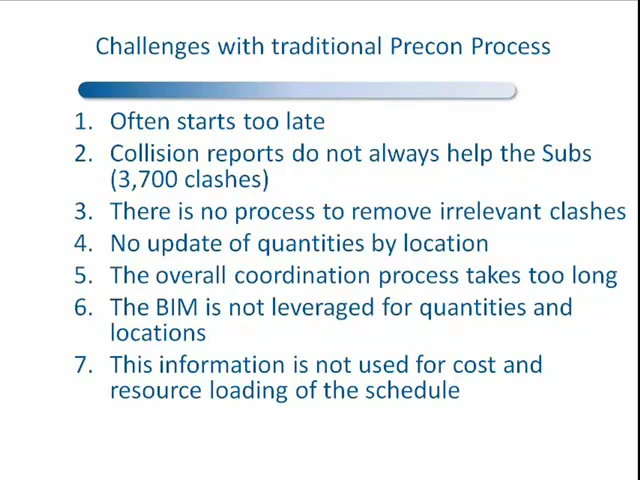 Challenges with traditional Precon Process
1. Often starts too late
2. Collision reports do not always help the Subs
(3,700 clashes)
3. There is no process to remove irrelevant clashes
4. No update of quantities by location
5. The overall coordination process takes too long
6. The BIM is not leveraged for quantities and
locations
7. This information is not used for cost and
resource loading of the schedule